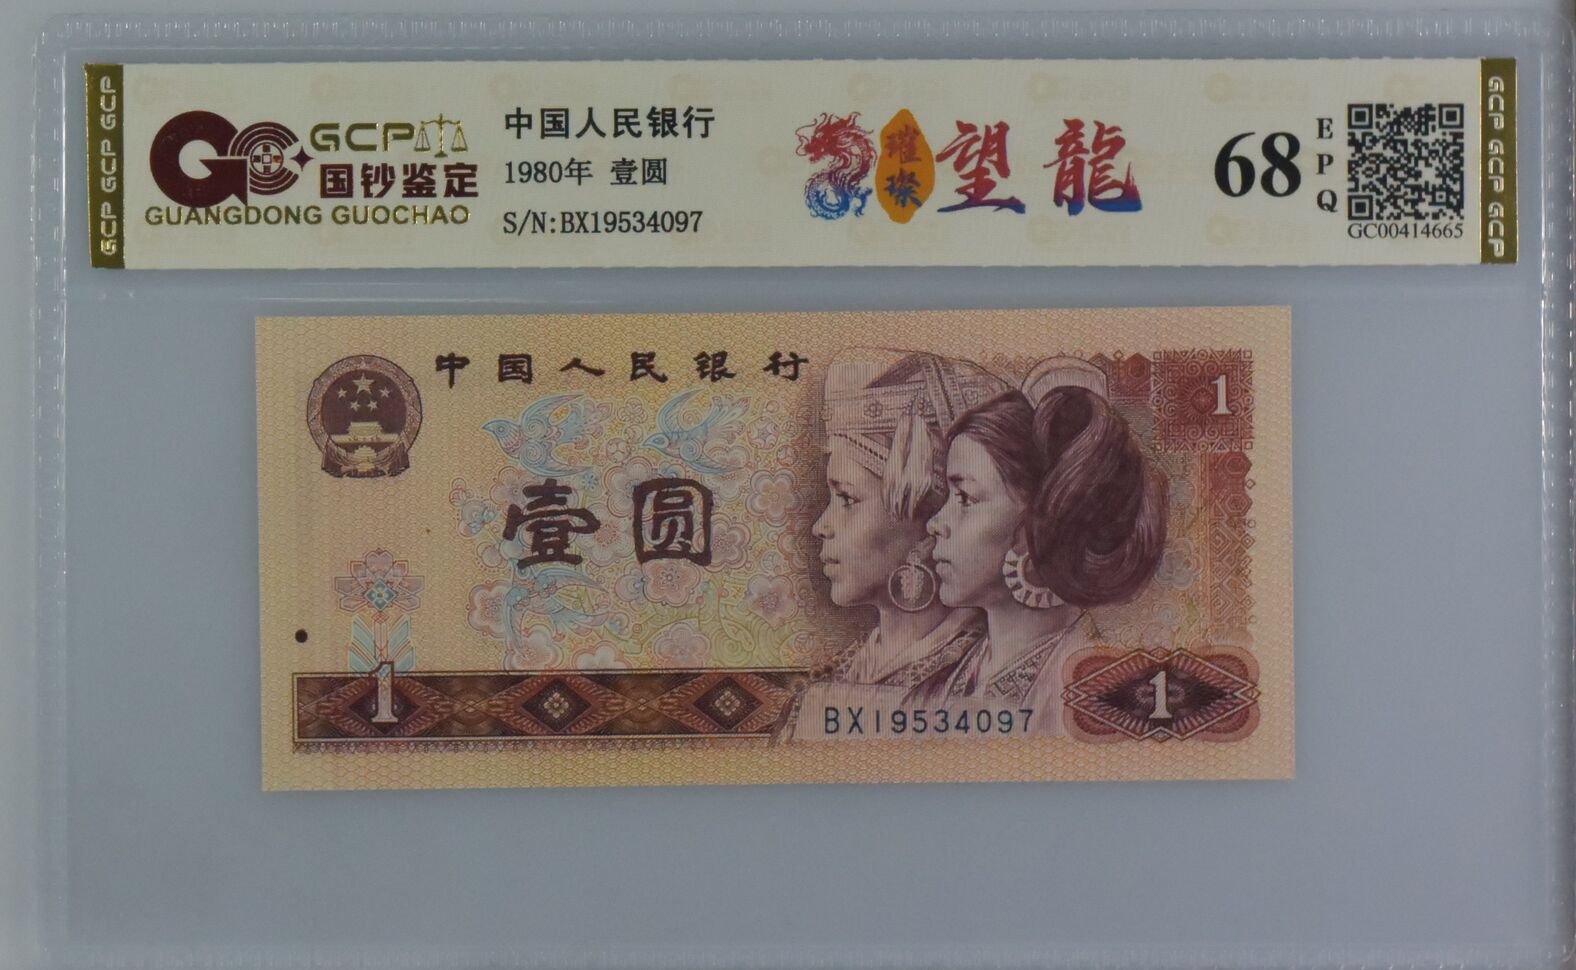 GCP GCP GCP
GCP
国钞鉴定
GUANGDONG GUOCHAO
中国人民银行
1980年 壹圆
S/N:BX19534097
璀璨
望龍
68
EPQ
GC00414665
GCP GCP GCP
中国人民银行
1
壹圆
1
BX19534097
1